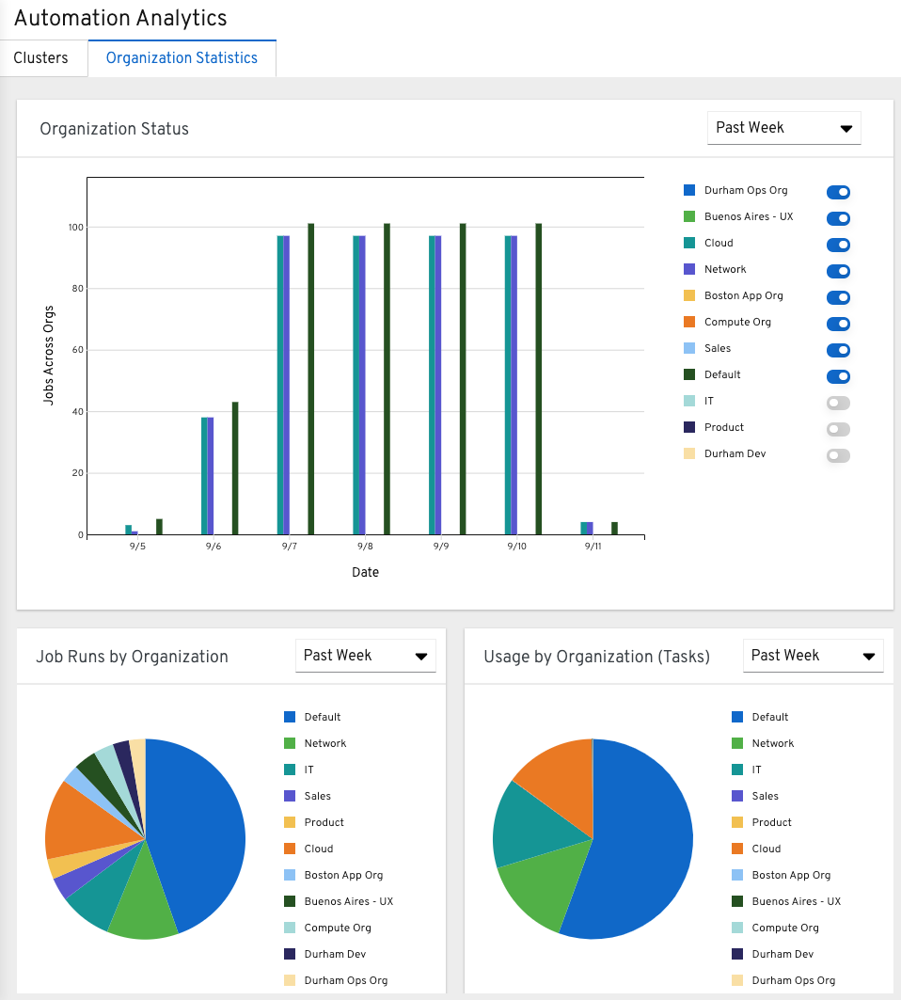 Automation Analytics
Clusters
Organization Statistics
Organization Status
Past Week
Jobs Across Orgs
100
80
60
40
20
0
9/5
9/6
9/7
9/8
9/9
9/10
9/11
Date
Durham Ops Org
Buenos Aires - UX
Cloud
Network
Boston App Org
Compute Org
Sales
Default
IT
Product
Durham Dev
Job Runs by Organization
Past Week
Default
Network
IT
Sales
Product
Cloud
Boston App Org
Buenos Aires - UX
Compute Org
Durham Dev
Durham Ops Org
Usage by Organization (Tasks)
Past Week
Default
Network
IT
Sales
Product
Cloud
Boston App Org
Buenos Aires - UX
Compute Org
Durham Dev
Durham Ops Org